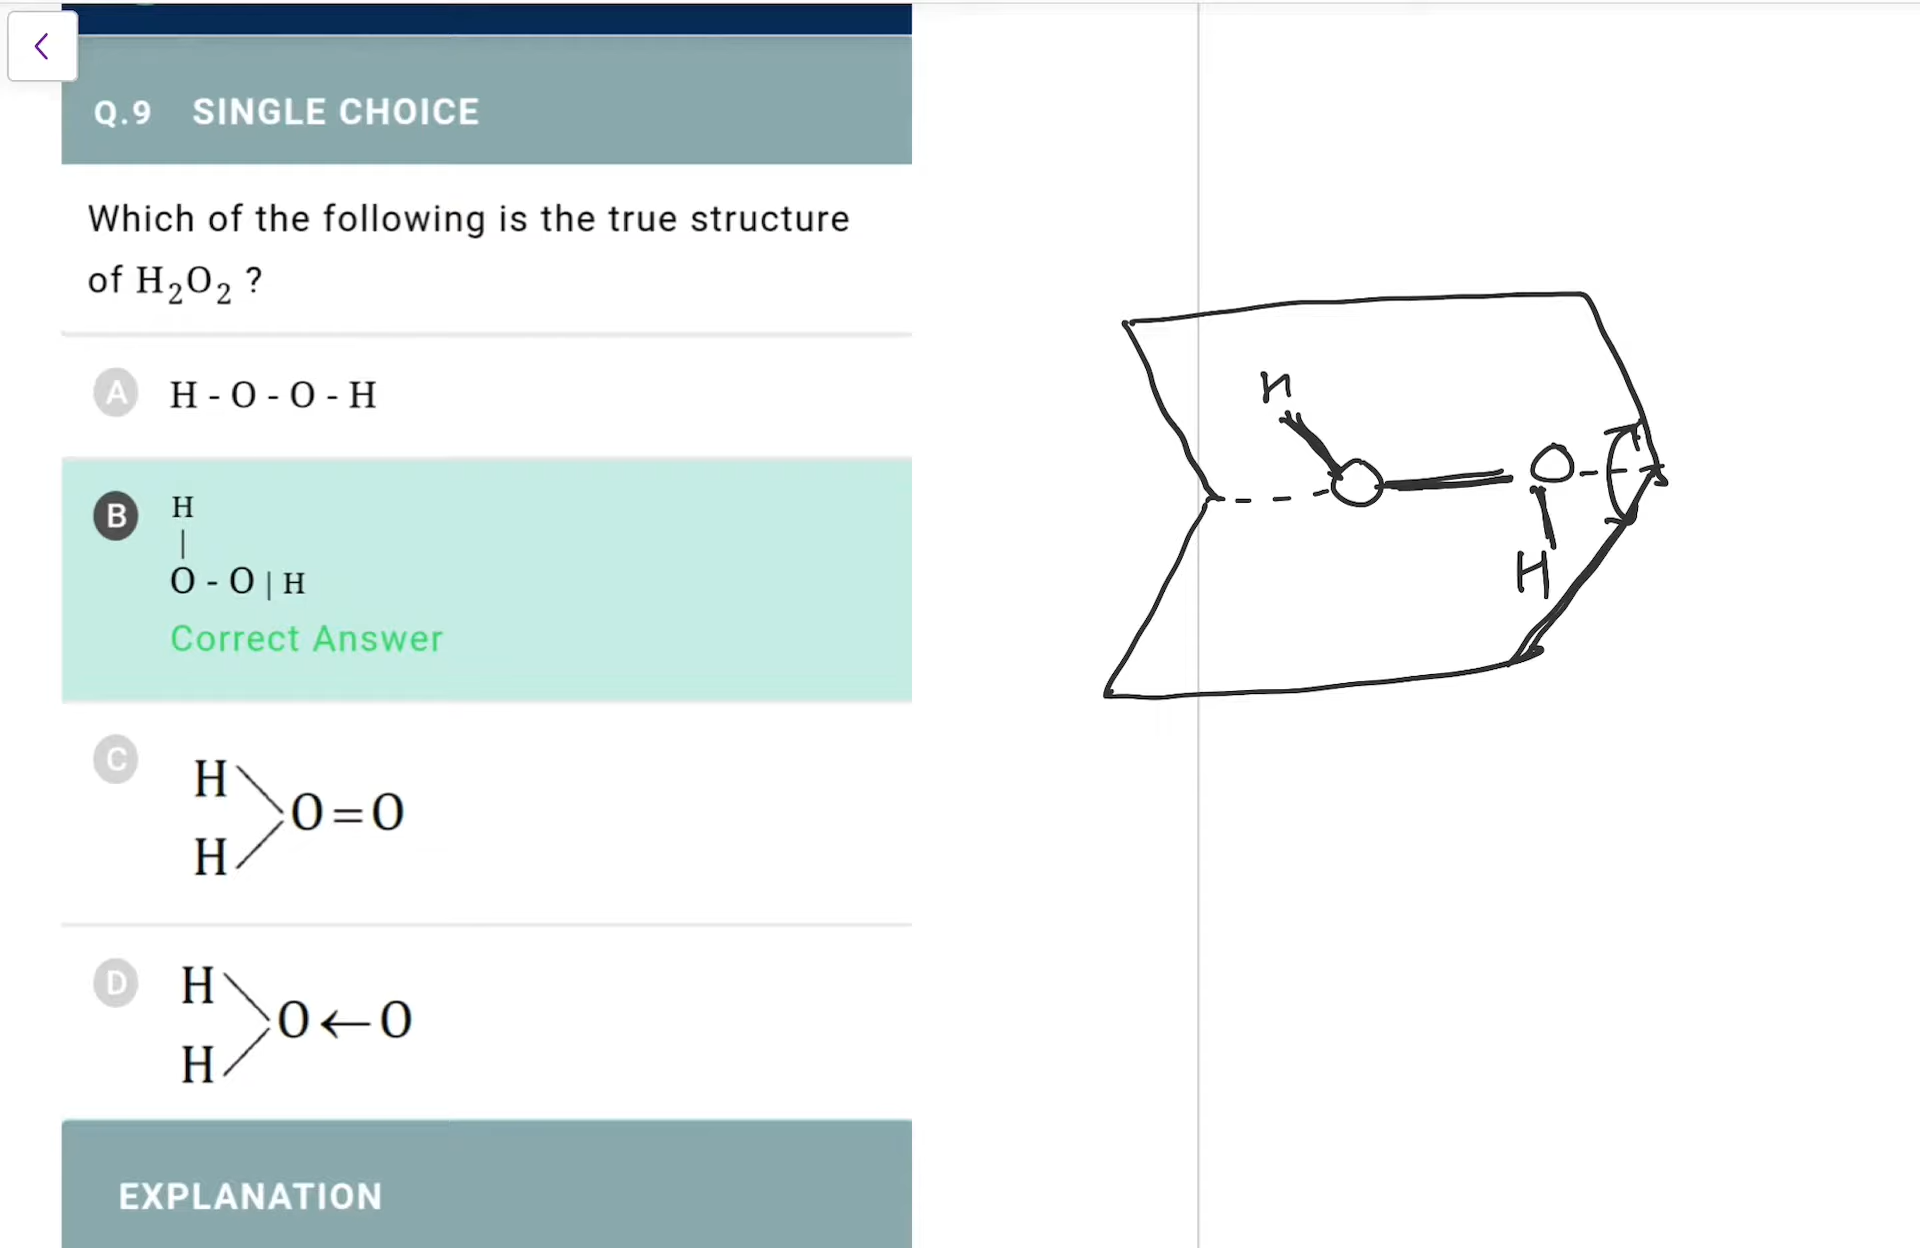 Q.9 SINGLE CHOICE
Which of the following is the true structure
of H₂O₂ ?
A H - O - O - H
B H
|
O - O | H
Correct Answer
C H
O = O
H
D H
O ← O
H
EXPLANATION
H
O O
H